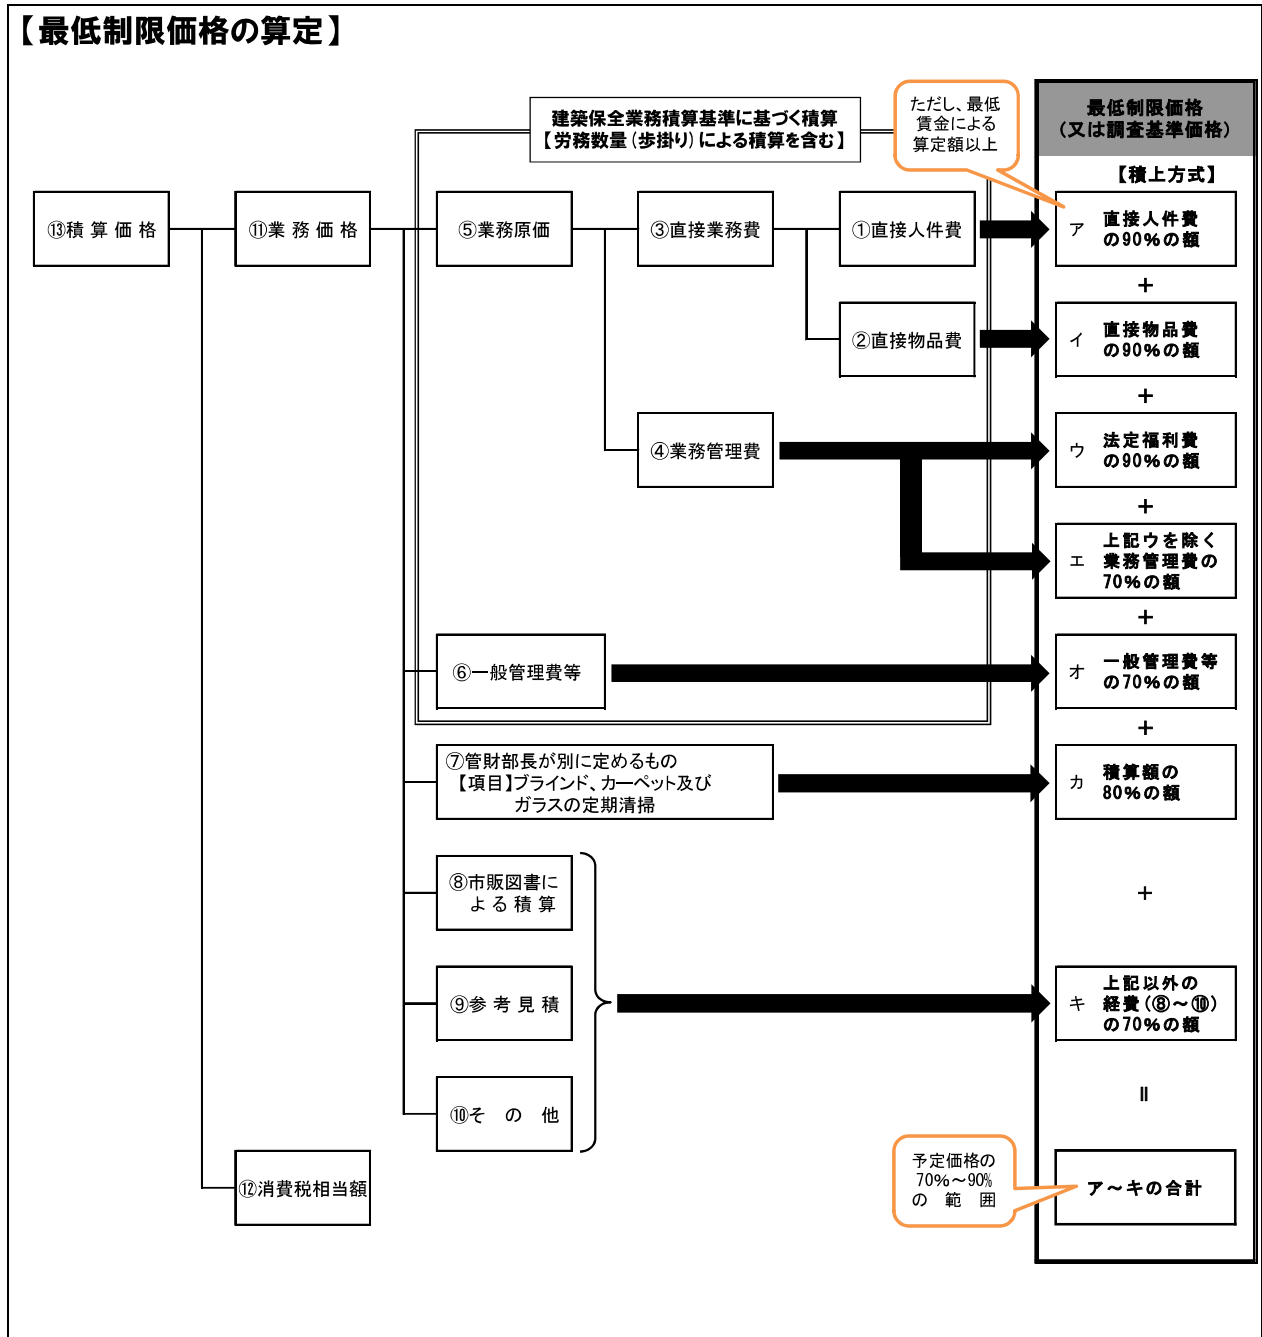 【最低制限価格の算定】
建築保全業務積算基準に基づく積算
【労務数量(歩掛り)による積算を含む】
ただし、最低
賃金による
算定額以上
最低制限価格
(又は調査基準価格)
【積上方式】
⑬積算価格
⑪業務価格
⑤業務原価
③直接業務費
①直接人件費
ア 直接人件費
の90%の額
+
②直接物品費
イ 直接物品費
の90%の額
+
④業務管理費
ウ 法定福利費
の90%の額
+
エ 上記ウを除く
業務管理費の
70%の額
+
⑥一般管理費等
オ 一般管理費等
の70%の額
+
⑦管財部長が別に定めるもの
【項目】ブラインド、カーペット及び
ガラスの定期清掃
カ 積算額の
80%の額
⑧市販図書に
よる積算
+
⑨参考見積
キ 上記以外の
経費(⑧~⑩)
の70%の額
⑩その他
=
⑫消費税相当額
予定価格の
70%~90%
の範囲
ア~キの合計